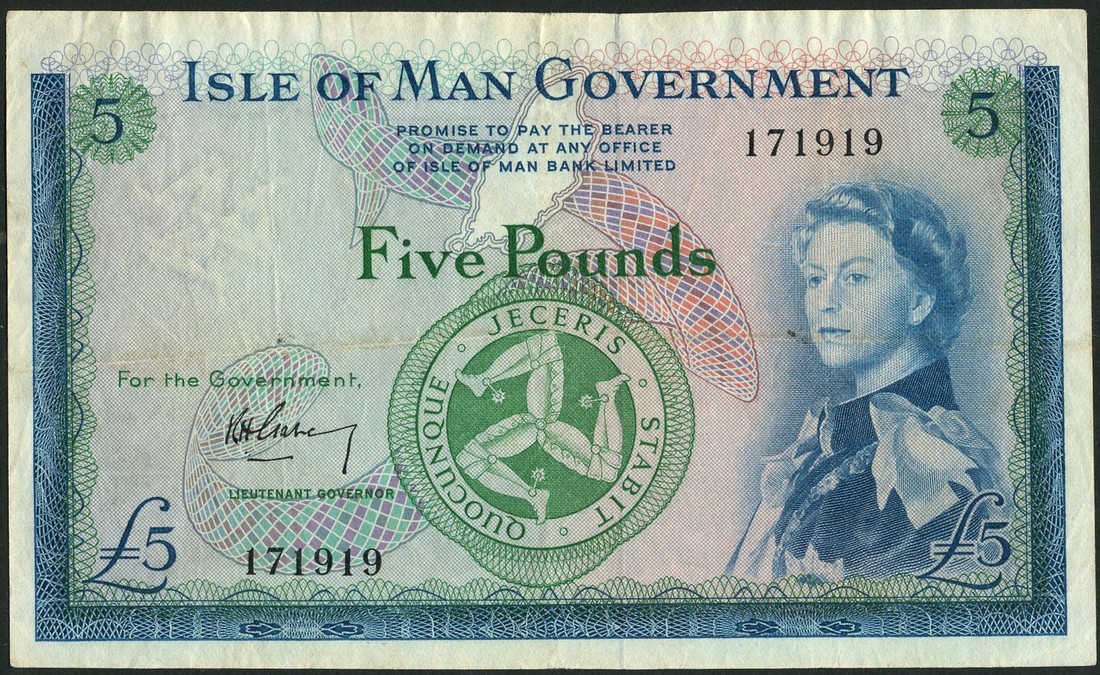 ISLE OF MAN GOVERNMENT
5
5
PROMISE TO PAY THE BEARER
ON DEMAND AT ANY OFFICE
OF ISLE OF MAN BANK LIMITED
171919
Five Pounds
QUOCUNQUE JECERIS STABIT
For the Government,
LIEUTENANT GOVERNOR
£5
171919
£5